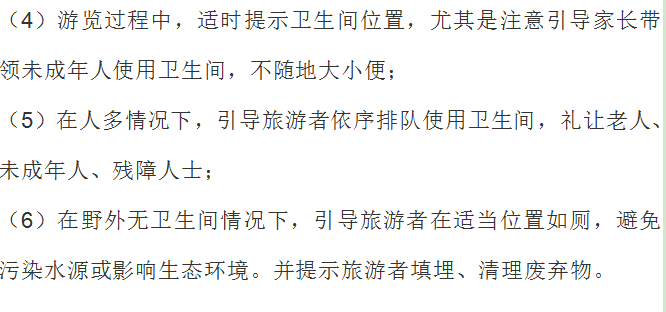 （4）游览过程中，适时提示卫生间位置，尤其是注意引导家长带
领未成年人使用卫生间，不随地大小便；
（5）在人多情况下，引导旅游者依序排队使用卫生间，礼让老人、
未成年人、残障人士；
（6）在野外无卫生间情况下，引导旅游者在适当位置如厕，避免
污染水源或影响生态环境。并提示旅游者填埋、清理废弃物。